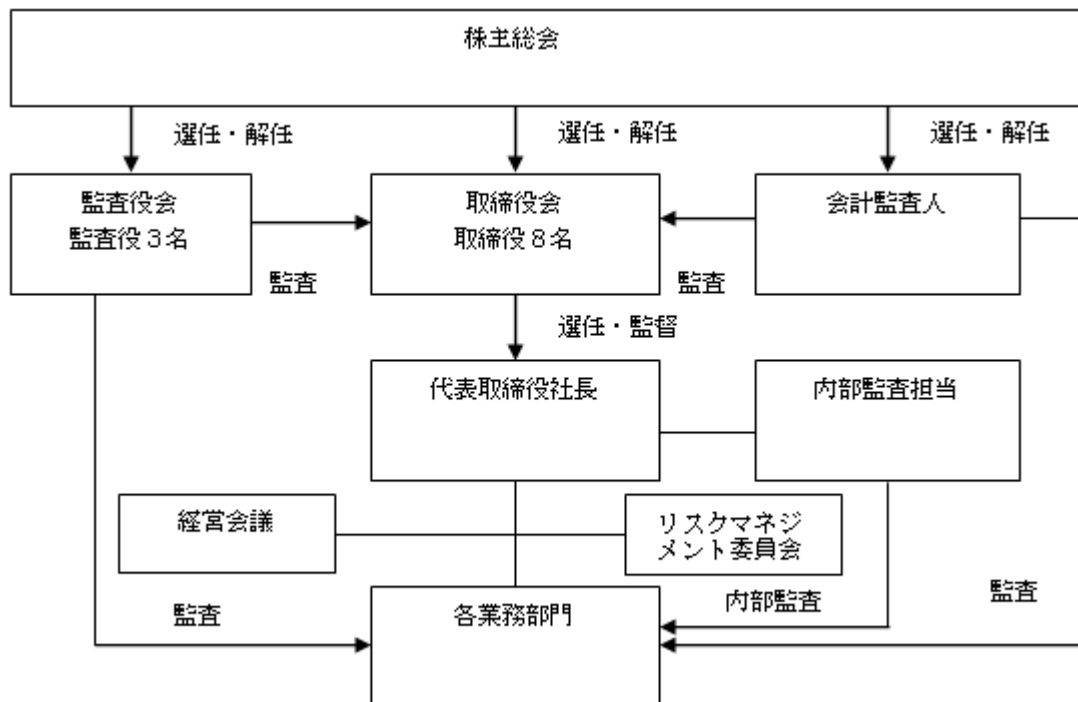 株主総会
選任・解任
選任・解任
選任・解任
監査役会
監査役３名
取締役会
取締役８名
会計監査人
監査
監査
選任・監督
代表取締役社長
内部監査担当
経営会議
リスクマネジ
メント委員会
監査
各業務部門
内部監査
監査